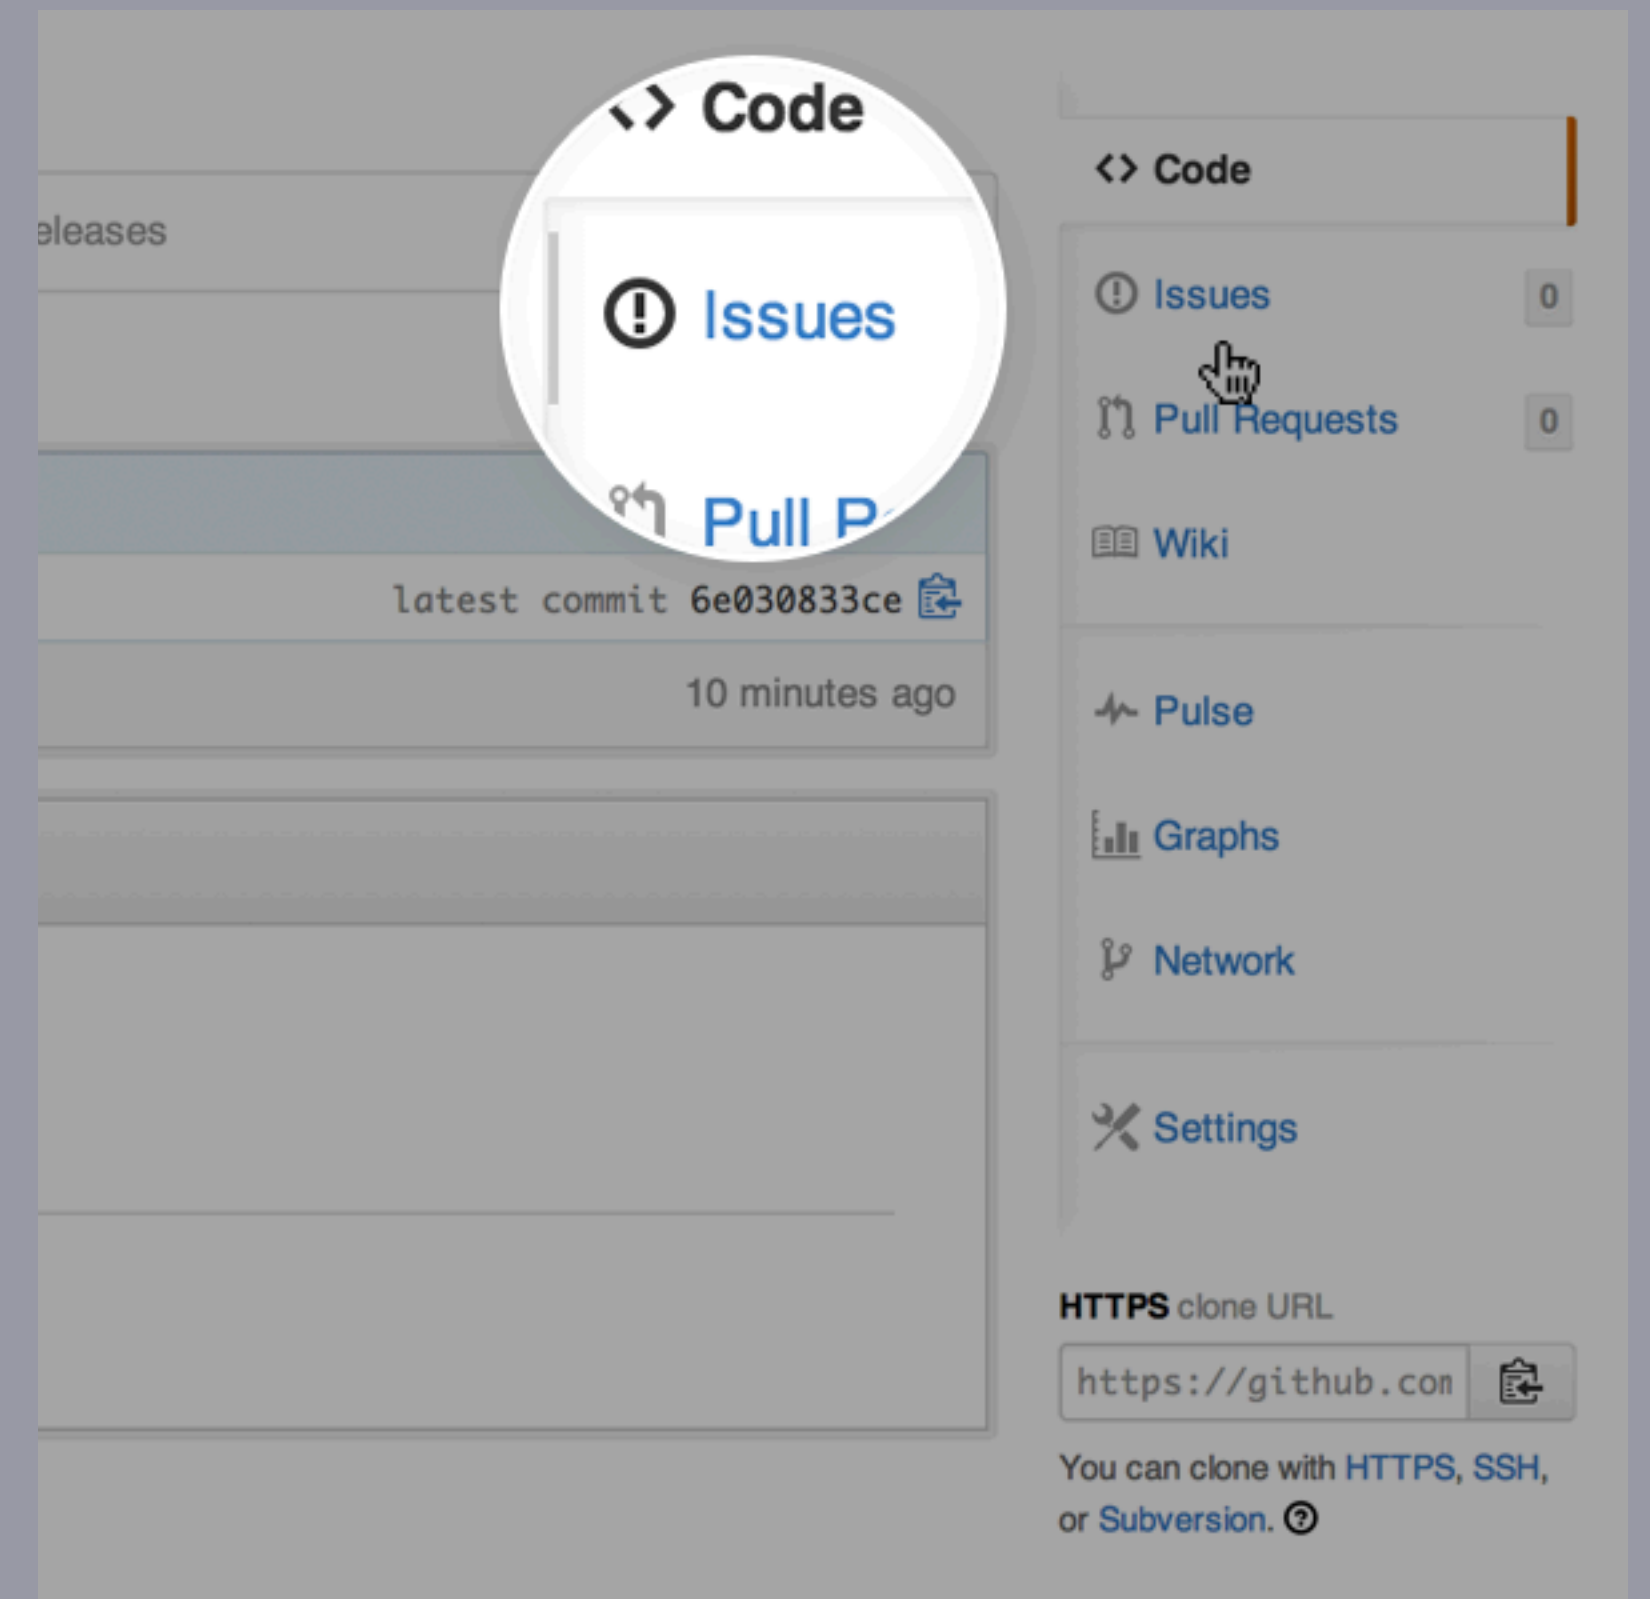 Code
Issues
Pull
eleases
latest commit 6e030833ce
10 minutes ago
Code
Issues 0
Pull Requests 0
Wiki
Pulse
Graphs
Network
Settings
HTTPS clone URL
https://github.com
You can clone with HTTPS, SSH,
or Subversion.